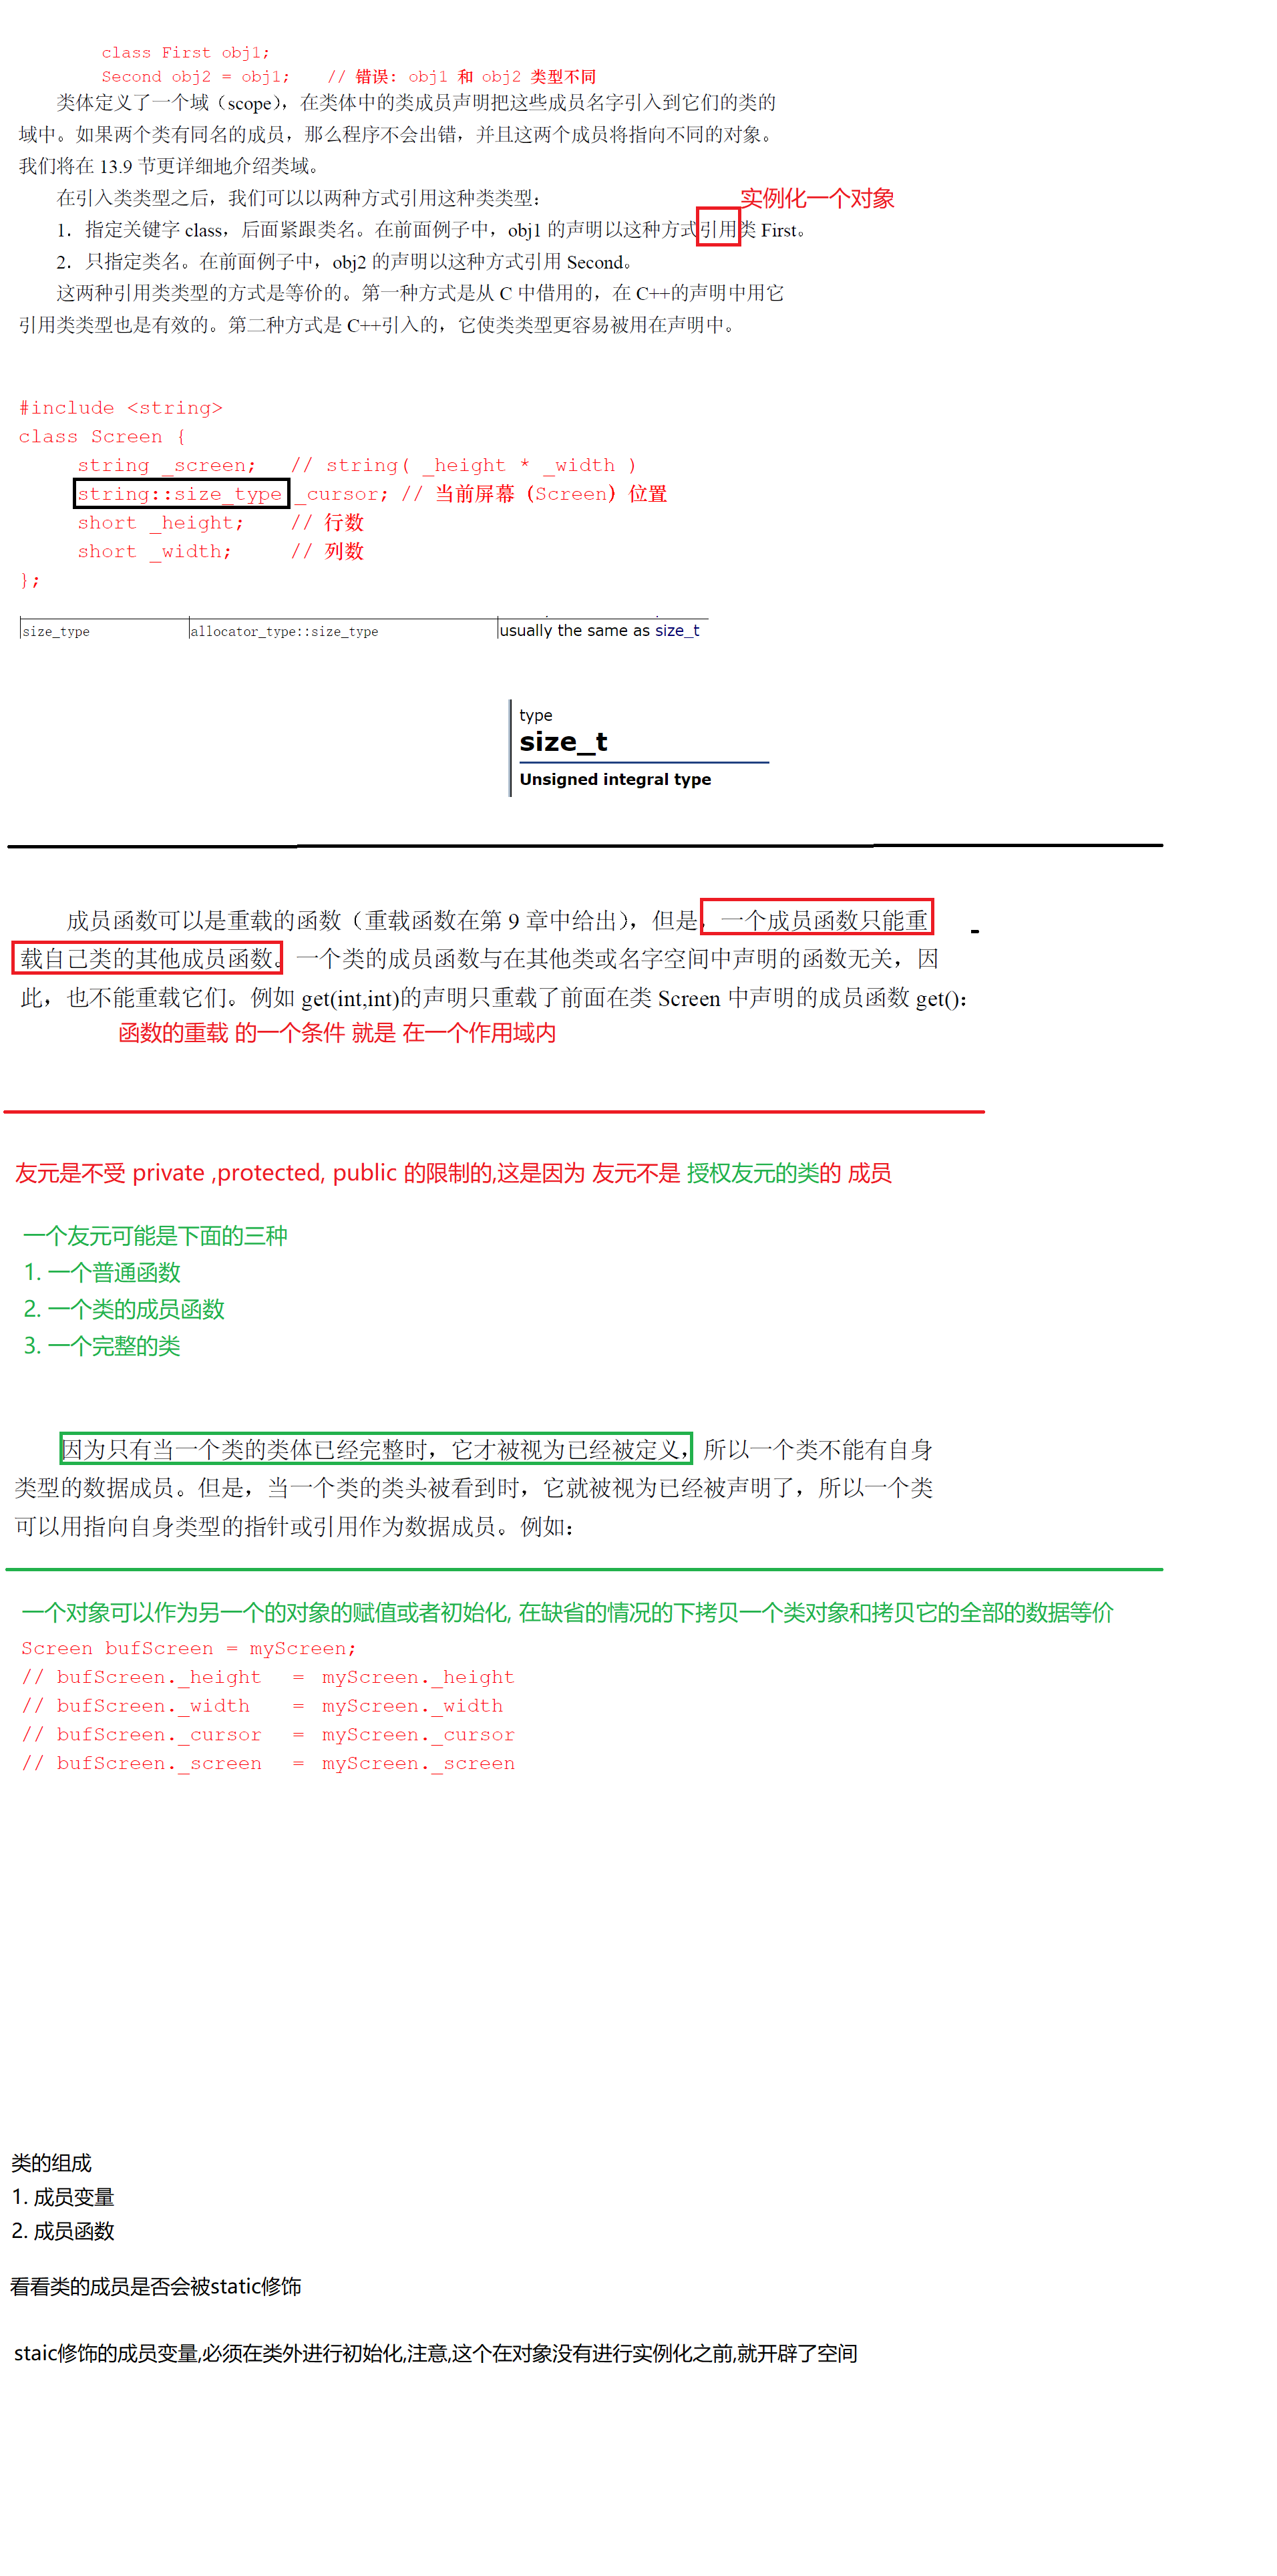 class First obj1;
Second obj2 = obj1; // 错误: obj1 和 obj2 类型不同
类体定义了一个域（scope），在类体中的类成员声明把这些成员名字引入到它们的类的
域中。如果两个类有同名的成员，那么程序不会出错，并且这两个成员将指向不同的对象。
我们将在 13.9 节更详细地介绍类域。
在引入类类型之后，我们可以以两种方式引用这种类类型：
实例化一个对象
1．指定关键字 class，后面紧跟类名。在前面例子中，obj1 的声明以这种方式引用类 First。
2．只指定类名。在前面例子中，obj2 的声明以这种方式引用 Second。
这两种引用类类型的方式是等价的。第一种方式是从 C 中借用的，在 C++的声明中用它
引用类类型也是有效的。第二种方式是 C++引入的，它使类类型更容易被用在声明中。
#include <string>
class Screen {
string _screen; // string( _height * _width )
string::size_type _cursor; // 当前屏幕（Screen）位置
short _height; // 行数
short _width; // 列数
};
size_type allocator_type::size_type usually the same as size_t
type
size_t
Unsigned integral type
成员函数可以是重载的函数（重载函数在第 9 章中给出），但是，一个成员函数只能重
载自己类的其他成员函数。一个类的成员函数与在其他类或名字空间中声明的函数无关，因
此，也不能重载它们。例如 get(int,int)的声明只重载了前面在类 Screen 中声明的成员函数 get()：
函数的重载 的一个条件 就是 在一个作用域内
友元是不受 private ,protected, public 的限制的,这是因为 友元不是 授权友元的类的 成员
一个友元可能是下面的三种
1. 一个普通函数
2. 一个类的成员函数
3. 一个完整的类
因为只有当一个类的类体已经完整时，它才被视为已经被定义，所以一个类不能有自身
类型的数据成员。但是，当一个类的类头被看到时，它就被视为已经被声明了，所以一个类
可以用指向自身类型的指针或引用作为数据成员。例如：
一个对象可以作为另一个的对象的赋值或者初始化, 在缺省的情况的下拷贝一个类对象和拷贝它的全部的数据等价
Screen bufScreen = myScreen;
// bufScreen._height = myScreen._height
// bufScreen._width = myScreen._width
// bufScreen._cursor = myScreen._cursor
// bufScreen._screen = myScreen._screen
类的组成
1. 成员变量
2. 成员函数
看看类的成员是否会被static修饰
staic修饰的成员变量,必须在类外进行初始化,注意,这个在对象没有进行实例化之前,就开辟了空间